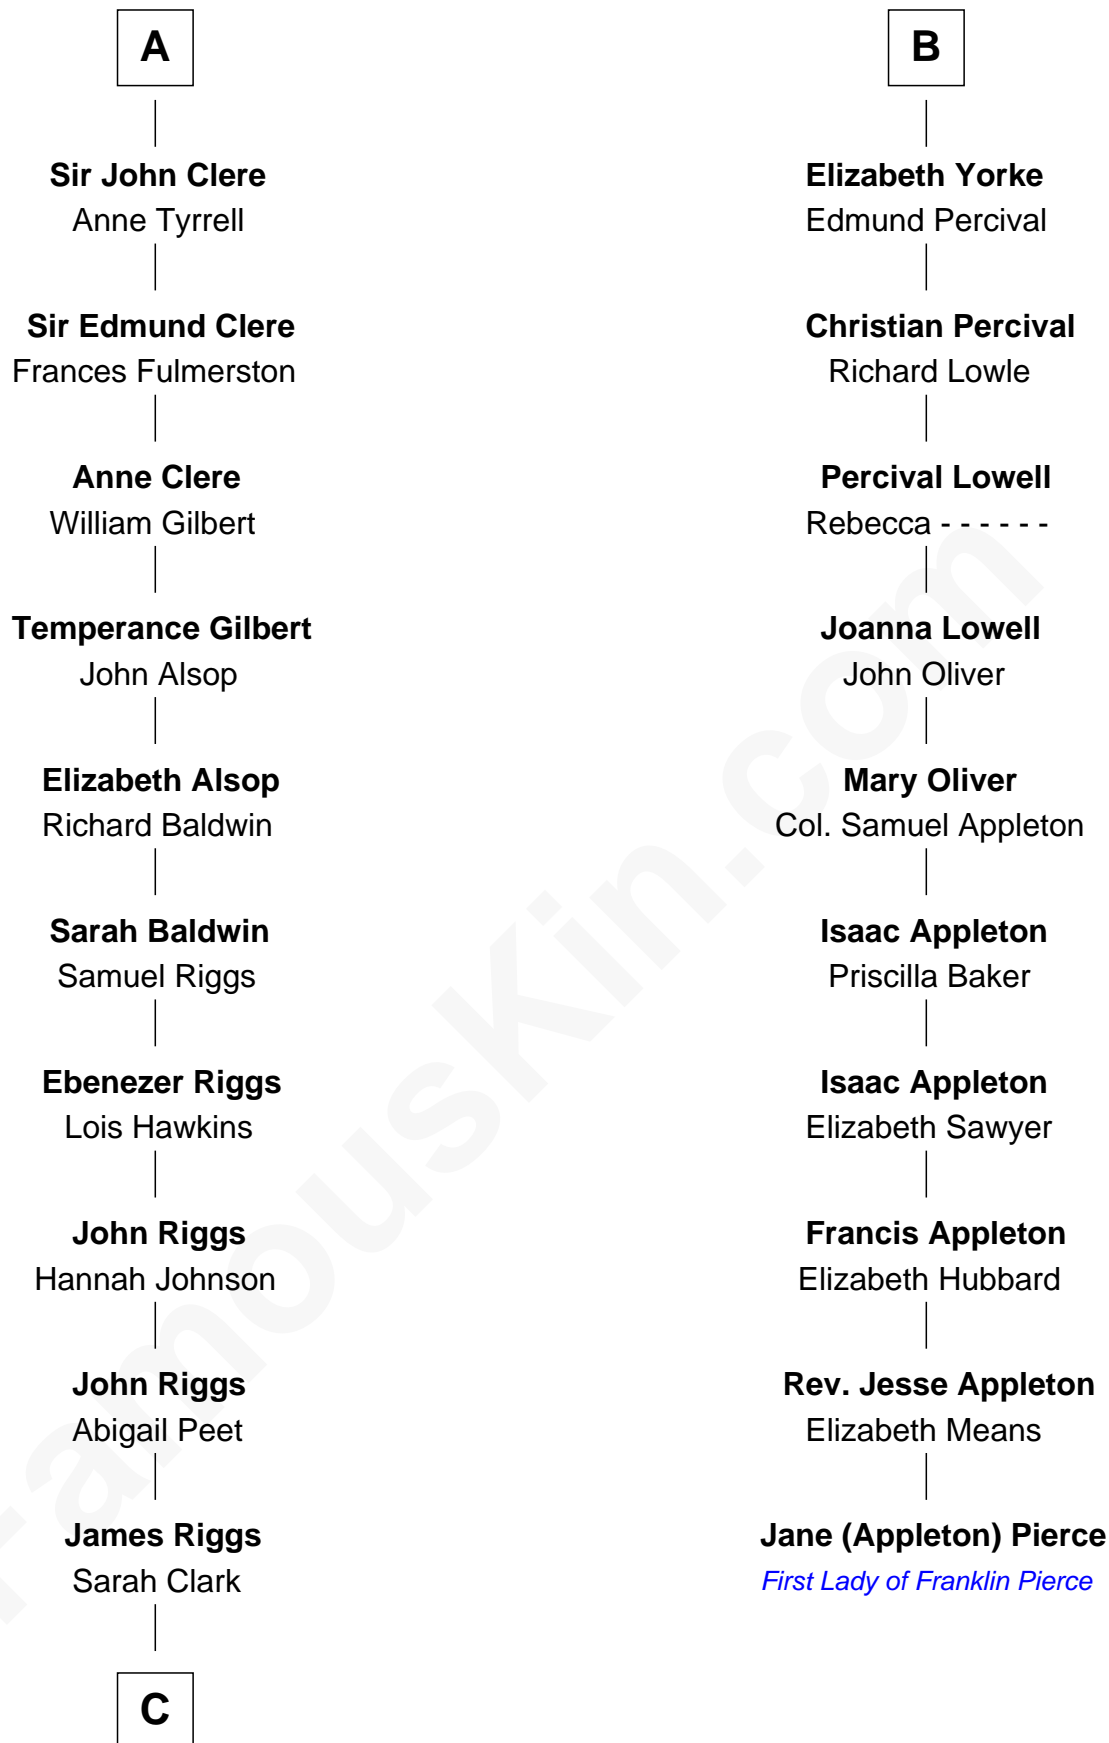 A
Sir John Clere
Anne Tyrrell
Sir Edmund Clere
Frances Fulmerston
Anne Clere
William Gilbert
Temperance Gilbert
John Alsop
Elizabeth Alsop
Richard Baldwin
Sarah Baldwin
Samuel Riggs
Ebenezer Riggs
Lois Hawkins
John Riggs
Hannah Johnson
John Riggs
Abigail Peet
James Riggs
Sarah Clark
C
B
Elizabeth Yorke
Edmund Percival
Christian Percival
Richard Lowle
Percival Lowell
Rebecca - - - - - -
Joanna Lowell
John Oliver
Mary Oliver
Col. Samuel Appleton
Isaac Appleton
Priscilla Baker
Isaac Appleton
Elizabeth Sawyer
Francis Appleton
Elizabeth Hubbard
Rev. Jesse Appleton
Elizabeth Means
Jane (Appleton) Pierce
First Lady of Franklin Pierce
FamousKin.com